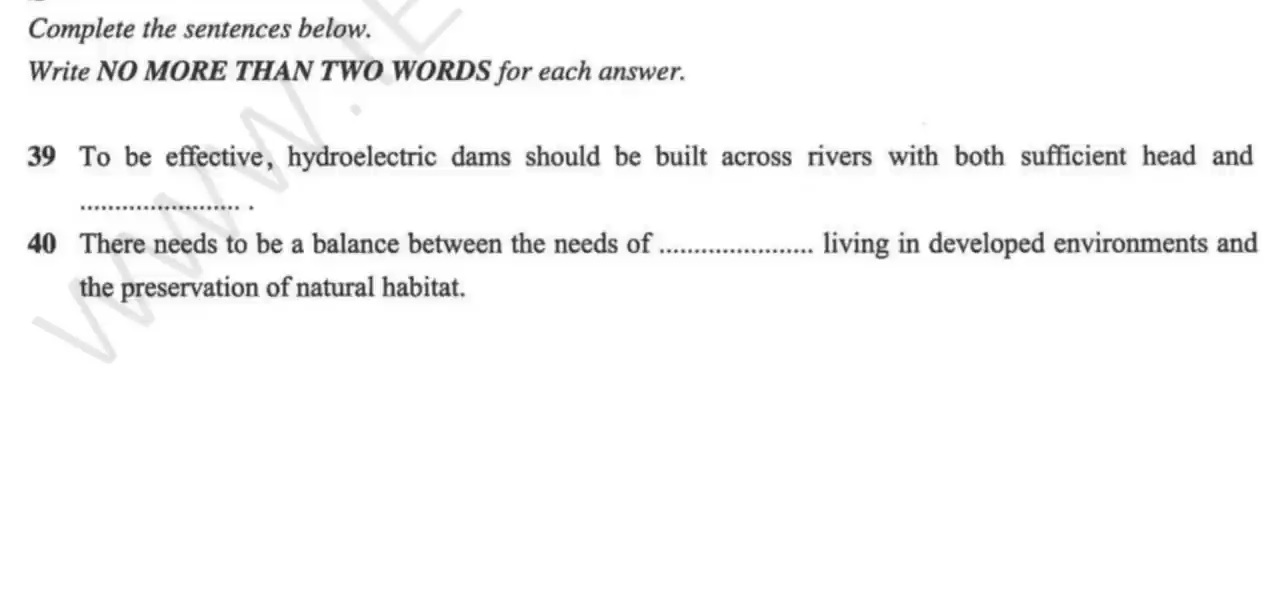 Complete the sentences below.
Write NO MORE THAN TWO WORDS for each answer.
39 To be effective, hydroelectric dams should be built across rivers with both sufficient head and
....................... .
40 There needs to be a balance between the needs of ...................... living in developed environments and
the preservation of natural habitat.
WWW.IE